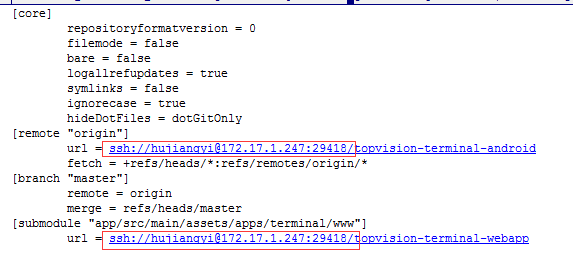 [core]
repositoryformatversion = 0
filemode = false
bare = false
logallrefupdates = true
symlinks = false
ignorecase = true
hideDotFiles = dotGitOnly
[remote "origin"]
url = ssh://hujiangyi@172.17.1.247:29418/topvision-terminal-android
fetch = +refs/heads/*:refs/remotes/origin/*
[branch "master"]
remote = origin
merge = refs/heads/master
[submodule "app/src/main/assets/apps/terminal/www"]
url = ssh://hujiangyi@172.17.1.247:29418/topvision-terminal-webapp